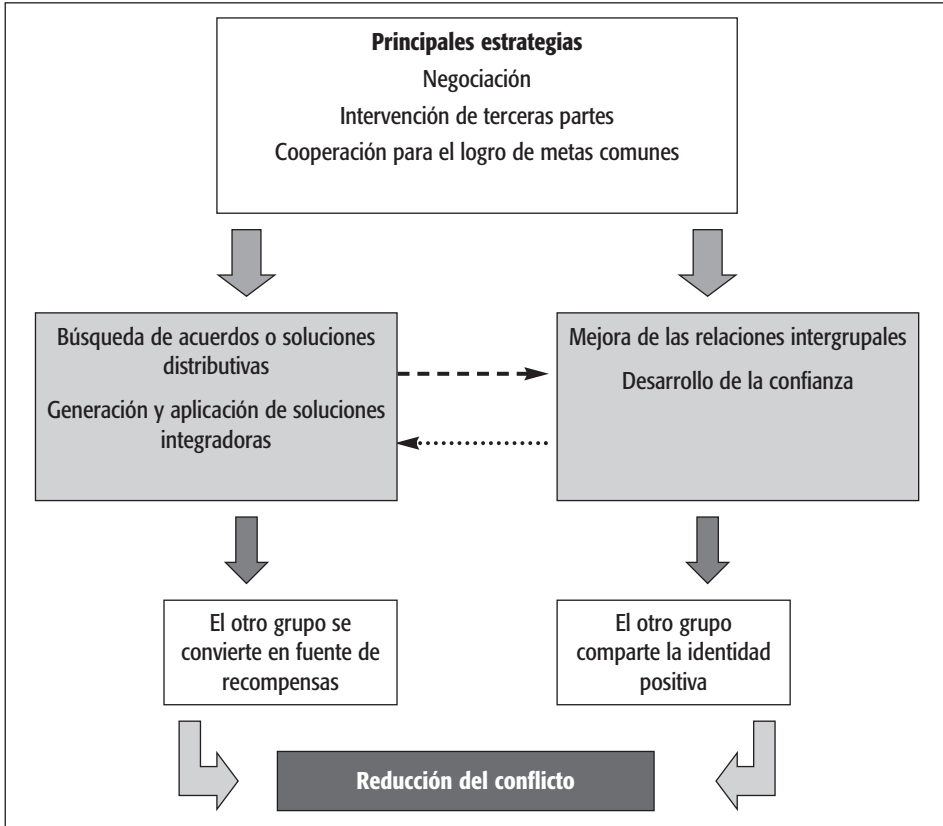 Principales estrategias
Negociación
Intervención de terceras partes
Cooperación para el logro de metas comunes
Búsqueda de acuerdos o soluciones
distributivas
Generación y aplicación de soluciones
integradoras
Mejora de las relaciones intergrupales
Desarrollo de la confianza
El otro grupo se
convierte en fuente de
recompensas
El otro grupo
comparte la identidad
positiva
Reducción del conflicto